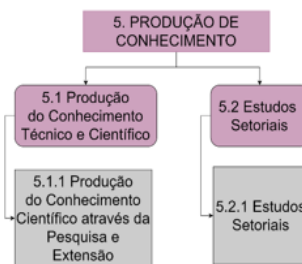 5. PRODUÇÃO DE
CONHECIMENTO
5.1 Produção
do Conhecimento
Técnico e Científico
5.2 Estudos
Setoriais
5.1.1 Produção
do Conhecimento
Científico através da
Pesquisa e
Extensão
5.2.1 Estudos
Setoriais